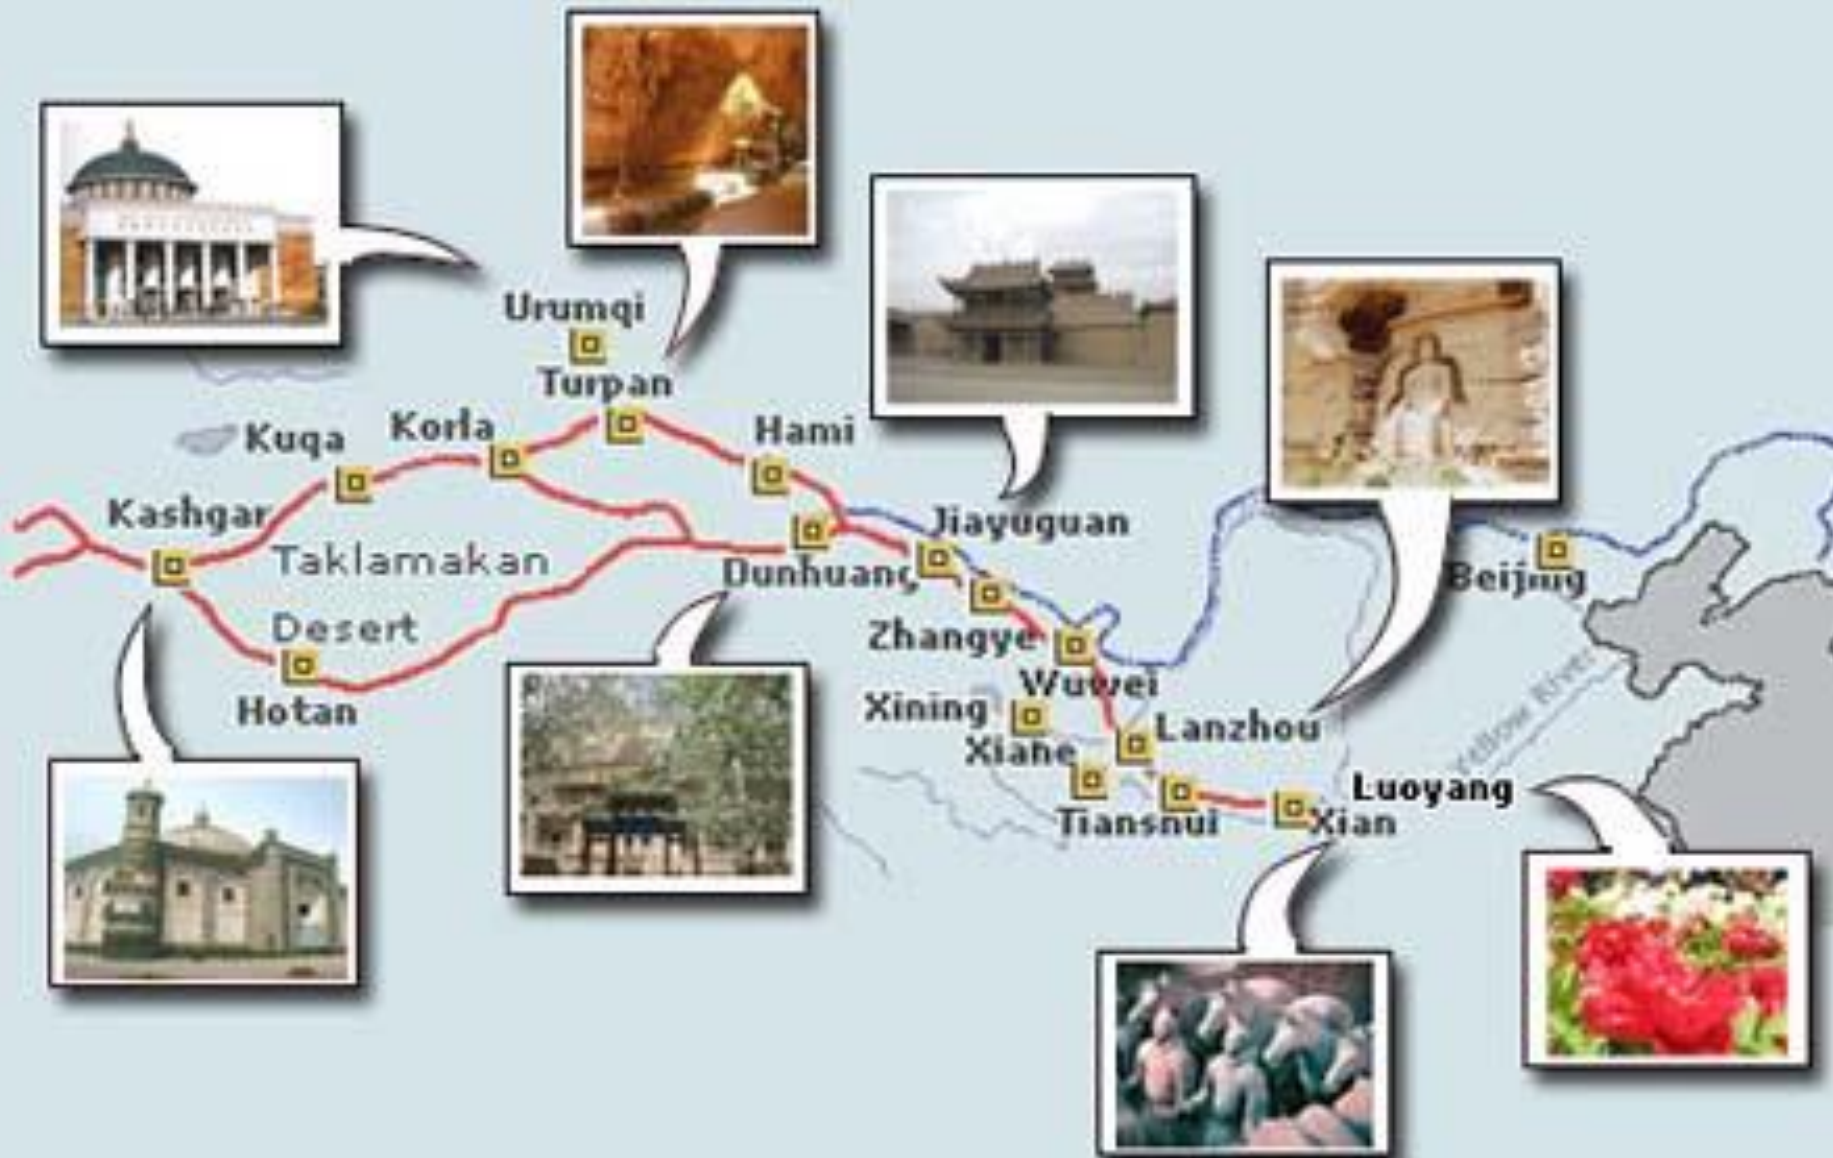 Urumqi
Turpan
Kuqa
Korla
Hami
Kashgar
Jiayuguan
Taklamakan
Desert
Dunhuang
Beijing
Hotan
Zhangye
Wuwei
Xining
Lanzhou
Yellow River
Xiahe
Luoyang
Tianshui
Xian